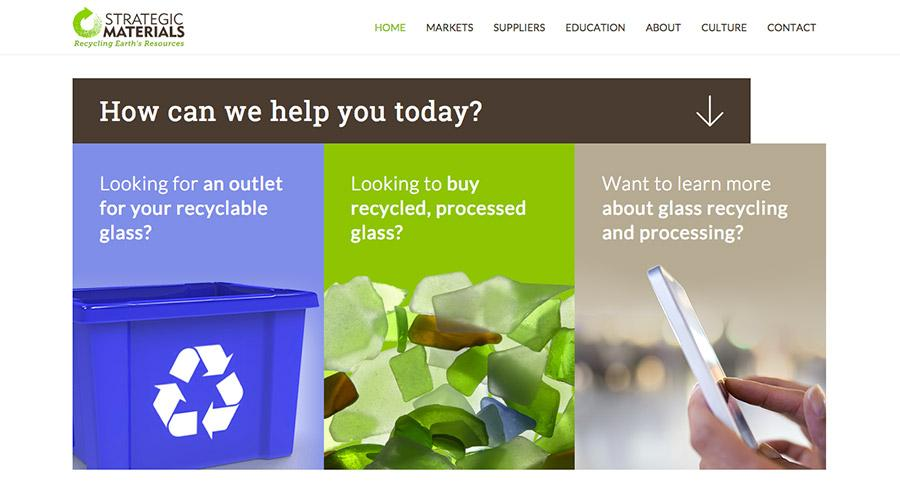 STRATEGIC
MATERIALS
Recycling Earth's Resources
HOME MARKETS SUPPLIERS EDUCATION ABOUT CULTURE CONTACT
How can we help you today?
Looking for an outlet
for your recyclable
glass?
Looking to buy
recycled, processed
glass?
Want to learn more
about glass recycling
and processing?